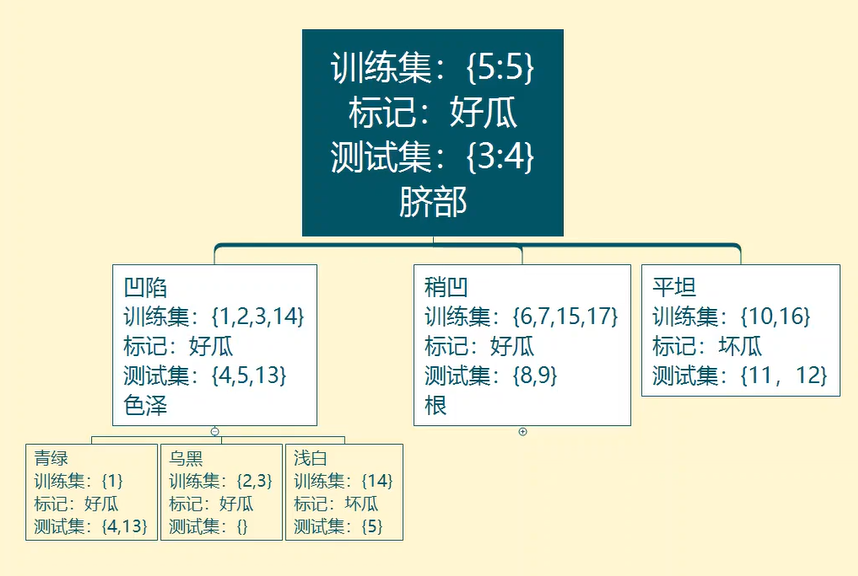 训练集：{5:5}
标记：好瓜
测试集：{3:4}
脐部
凹陷
训练集：{1,2,3,14}
标记：好瓜
测试集：{4,5,13}
色泽
稍凹
训练集：{6,7,15,17}
标记：好瓜
测试集：{8,9}
根
平坦
训练集：{10,16}
标记：坏瓜
测试集：{11，12}
青绿
训练集：{1}
标记：好瓜
测试集：{4,13}
乌黑
训练集：{2,3}
标记：好瓜
测试集：{}
浅白
训练集：{14}
标记：坏瓜
测试集：{5}